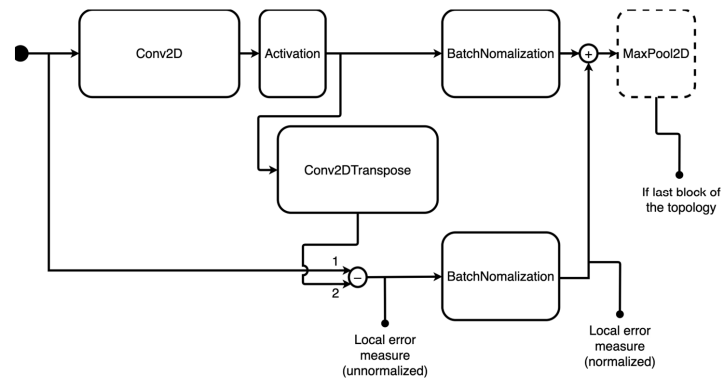 Conv2D
Activation
BatchNomalization
+
MaxPool2D
Conv2DTranspose
If last block of
the topology
1
−
2
BatchNomalization
Local error
measure
(unnormalized)
Local error
measure
(normalized)